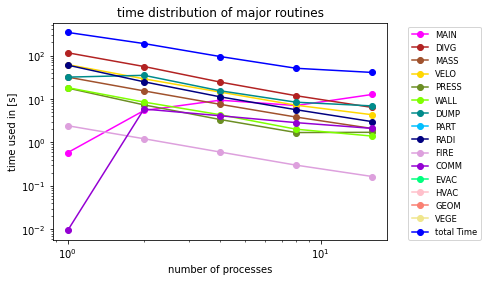 time distribution of major routines
time used in [s]
10²
10¹
10⁰
10⁻¹
10⁻²
10⁰
10¹
number of processes
MAIN
DIVG
MASS
VELO
PRESS
WALL
DUMP
PART
RADI
FIRE
COMM
EVAC
HVAC
GEOM
VEGE
total Time